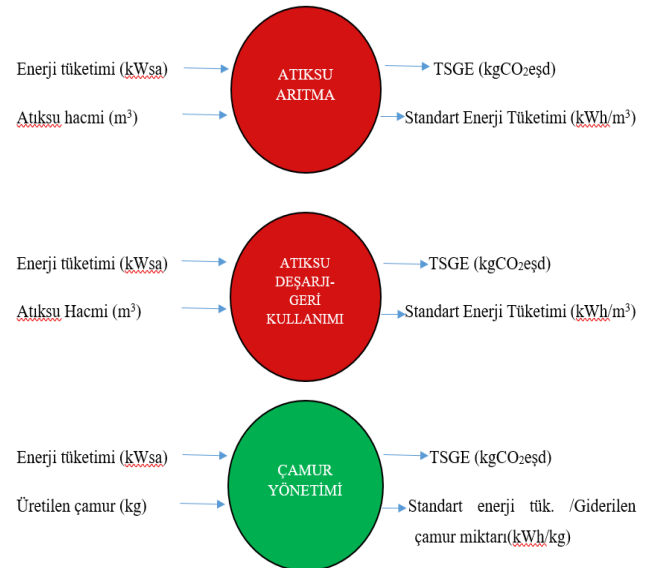 Enerji tüketimi (kWsa)
Atıksu hacmi (m³)
ATIKSU
ARITMA
TSGE (kgCO₂eşd)
Standart Enerji Tüketimi (kWh/m³)
Enerji tüketimi (kWsa)
Atıksu Hacmi (m³)
ATIKSU
DEŞARJI-
GERİ
KULLANIMI
TSGE (kgCO₂eşd)
Standart Enerji Tüketimi (kWh/m³)
Enerji tüketimi (kWsa)
Üretilen çamur (kg)
ÇAMUR
YÖNETİMİ
TSGE (kgCO₂eşd)
Standart enerji tük. /Giderilen
çamur miktarı(kWh/kg)